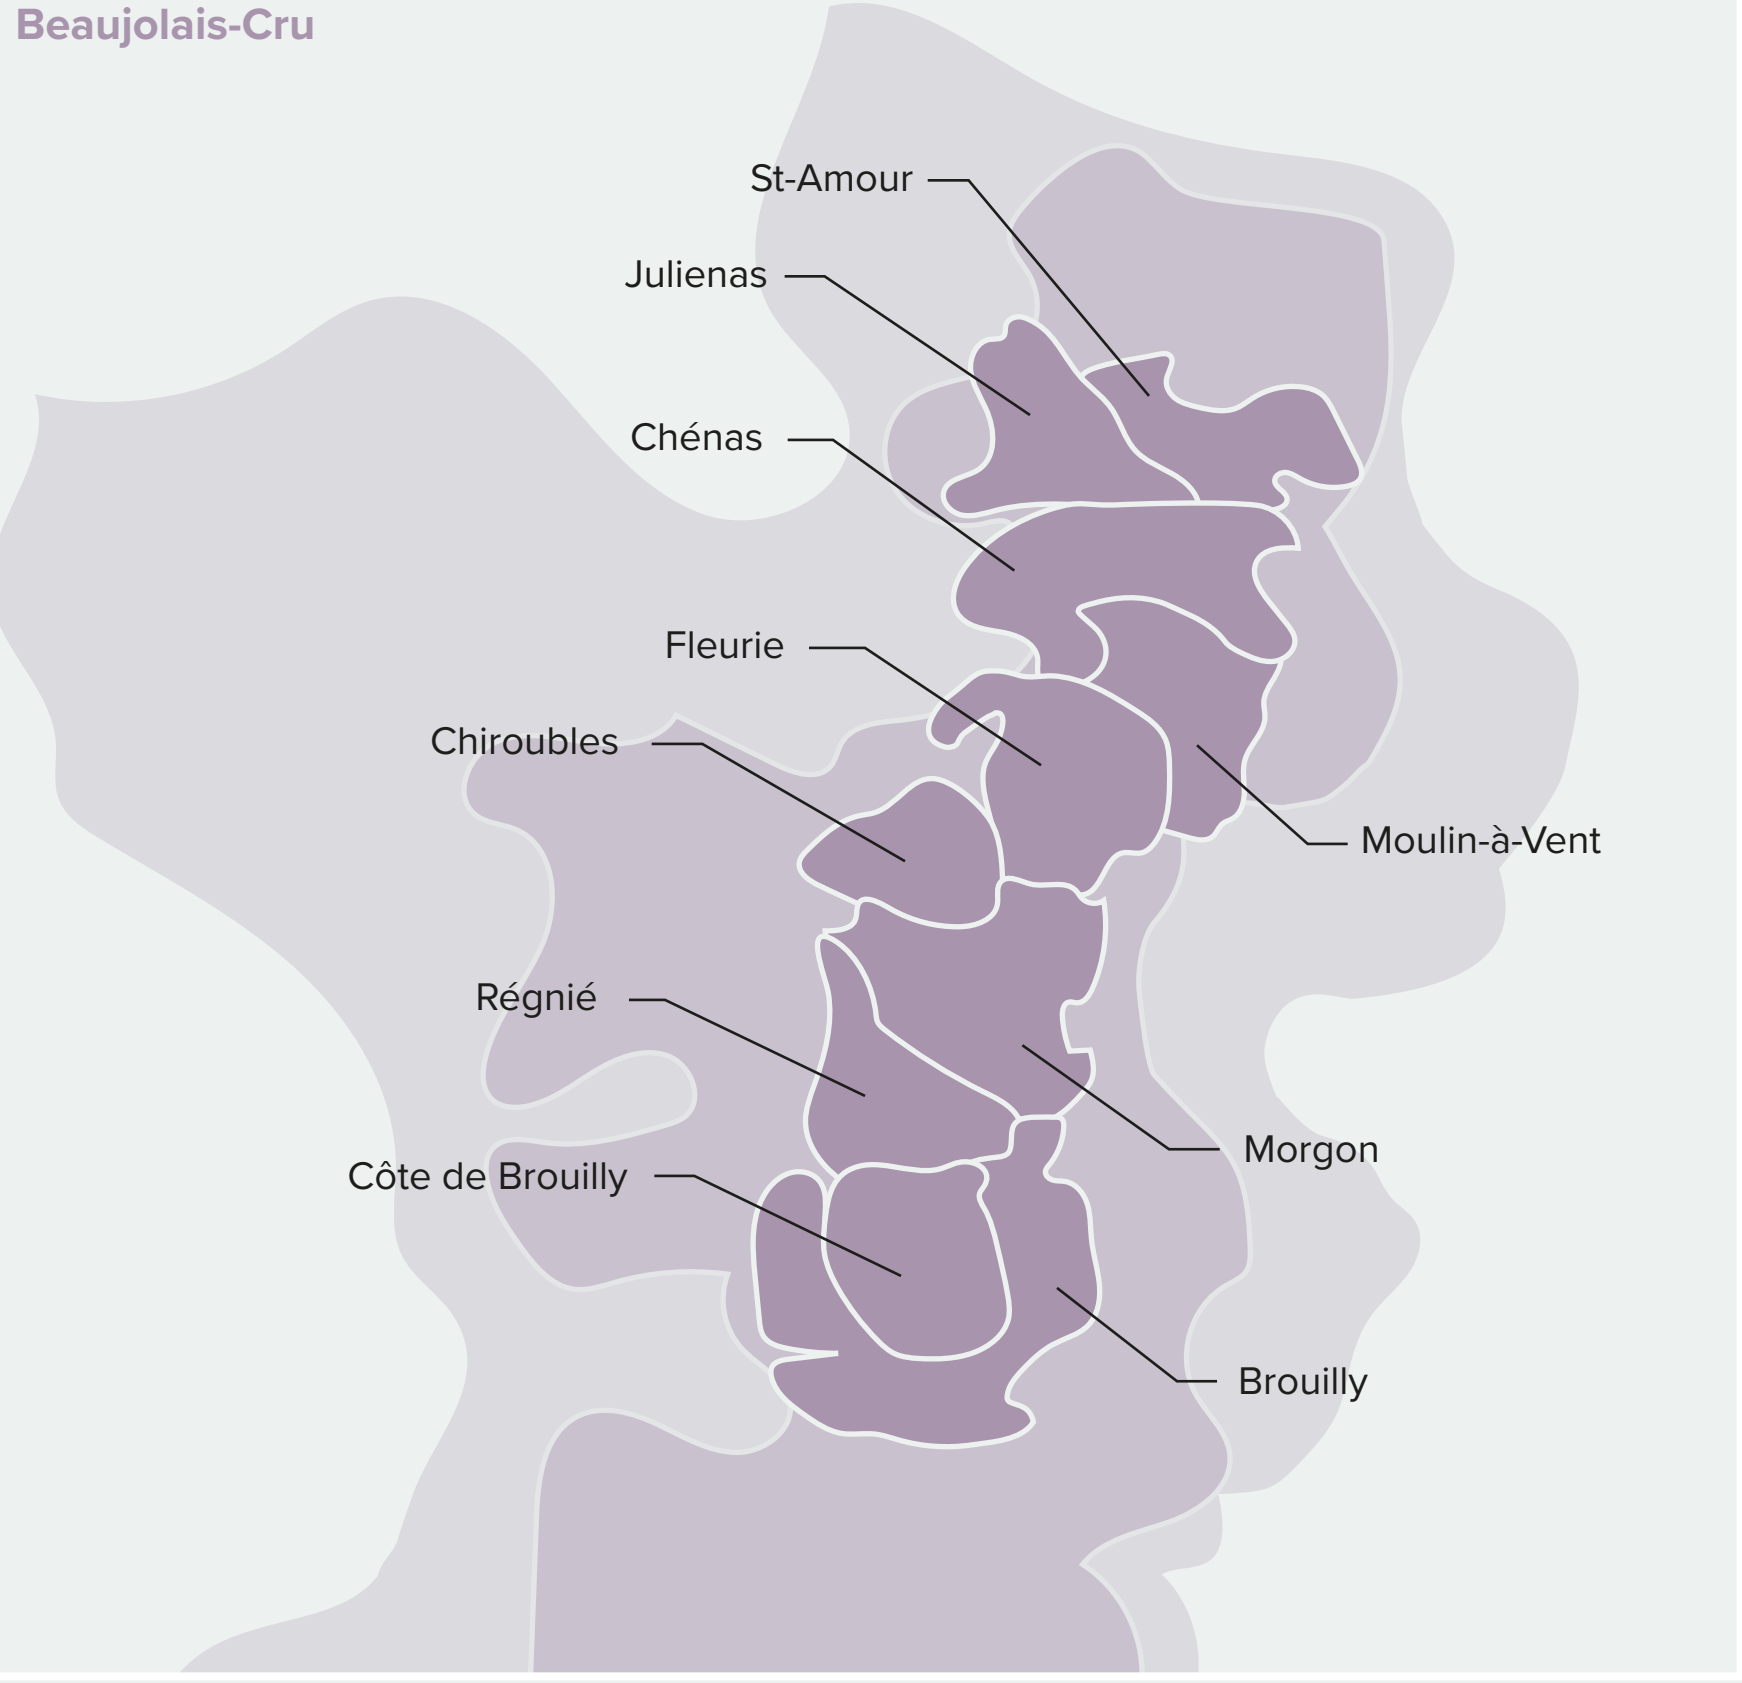 Beaujolais-Cru
St-Amour
Julienas
Chénas
Fleurie
Chiroubles
Moulin-à-Vent
Régnié
Morgon
Côte de Brouilly
Brouilly